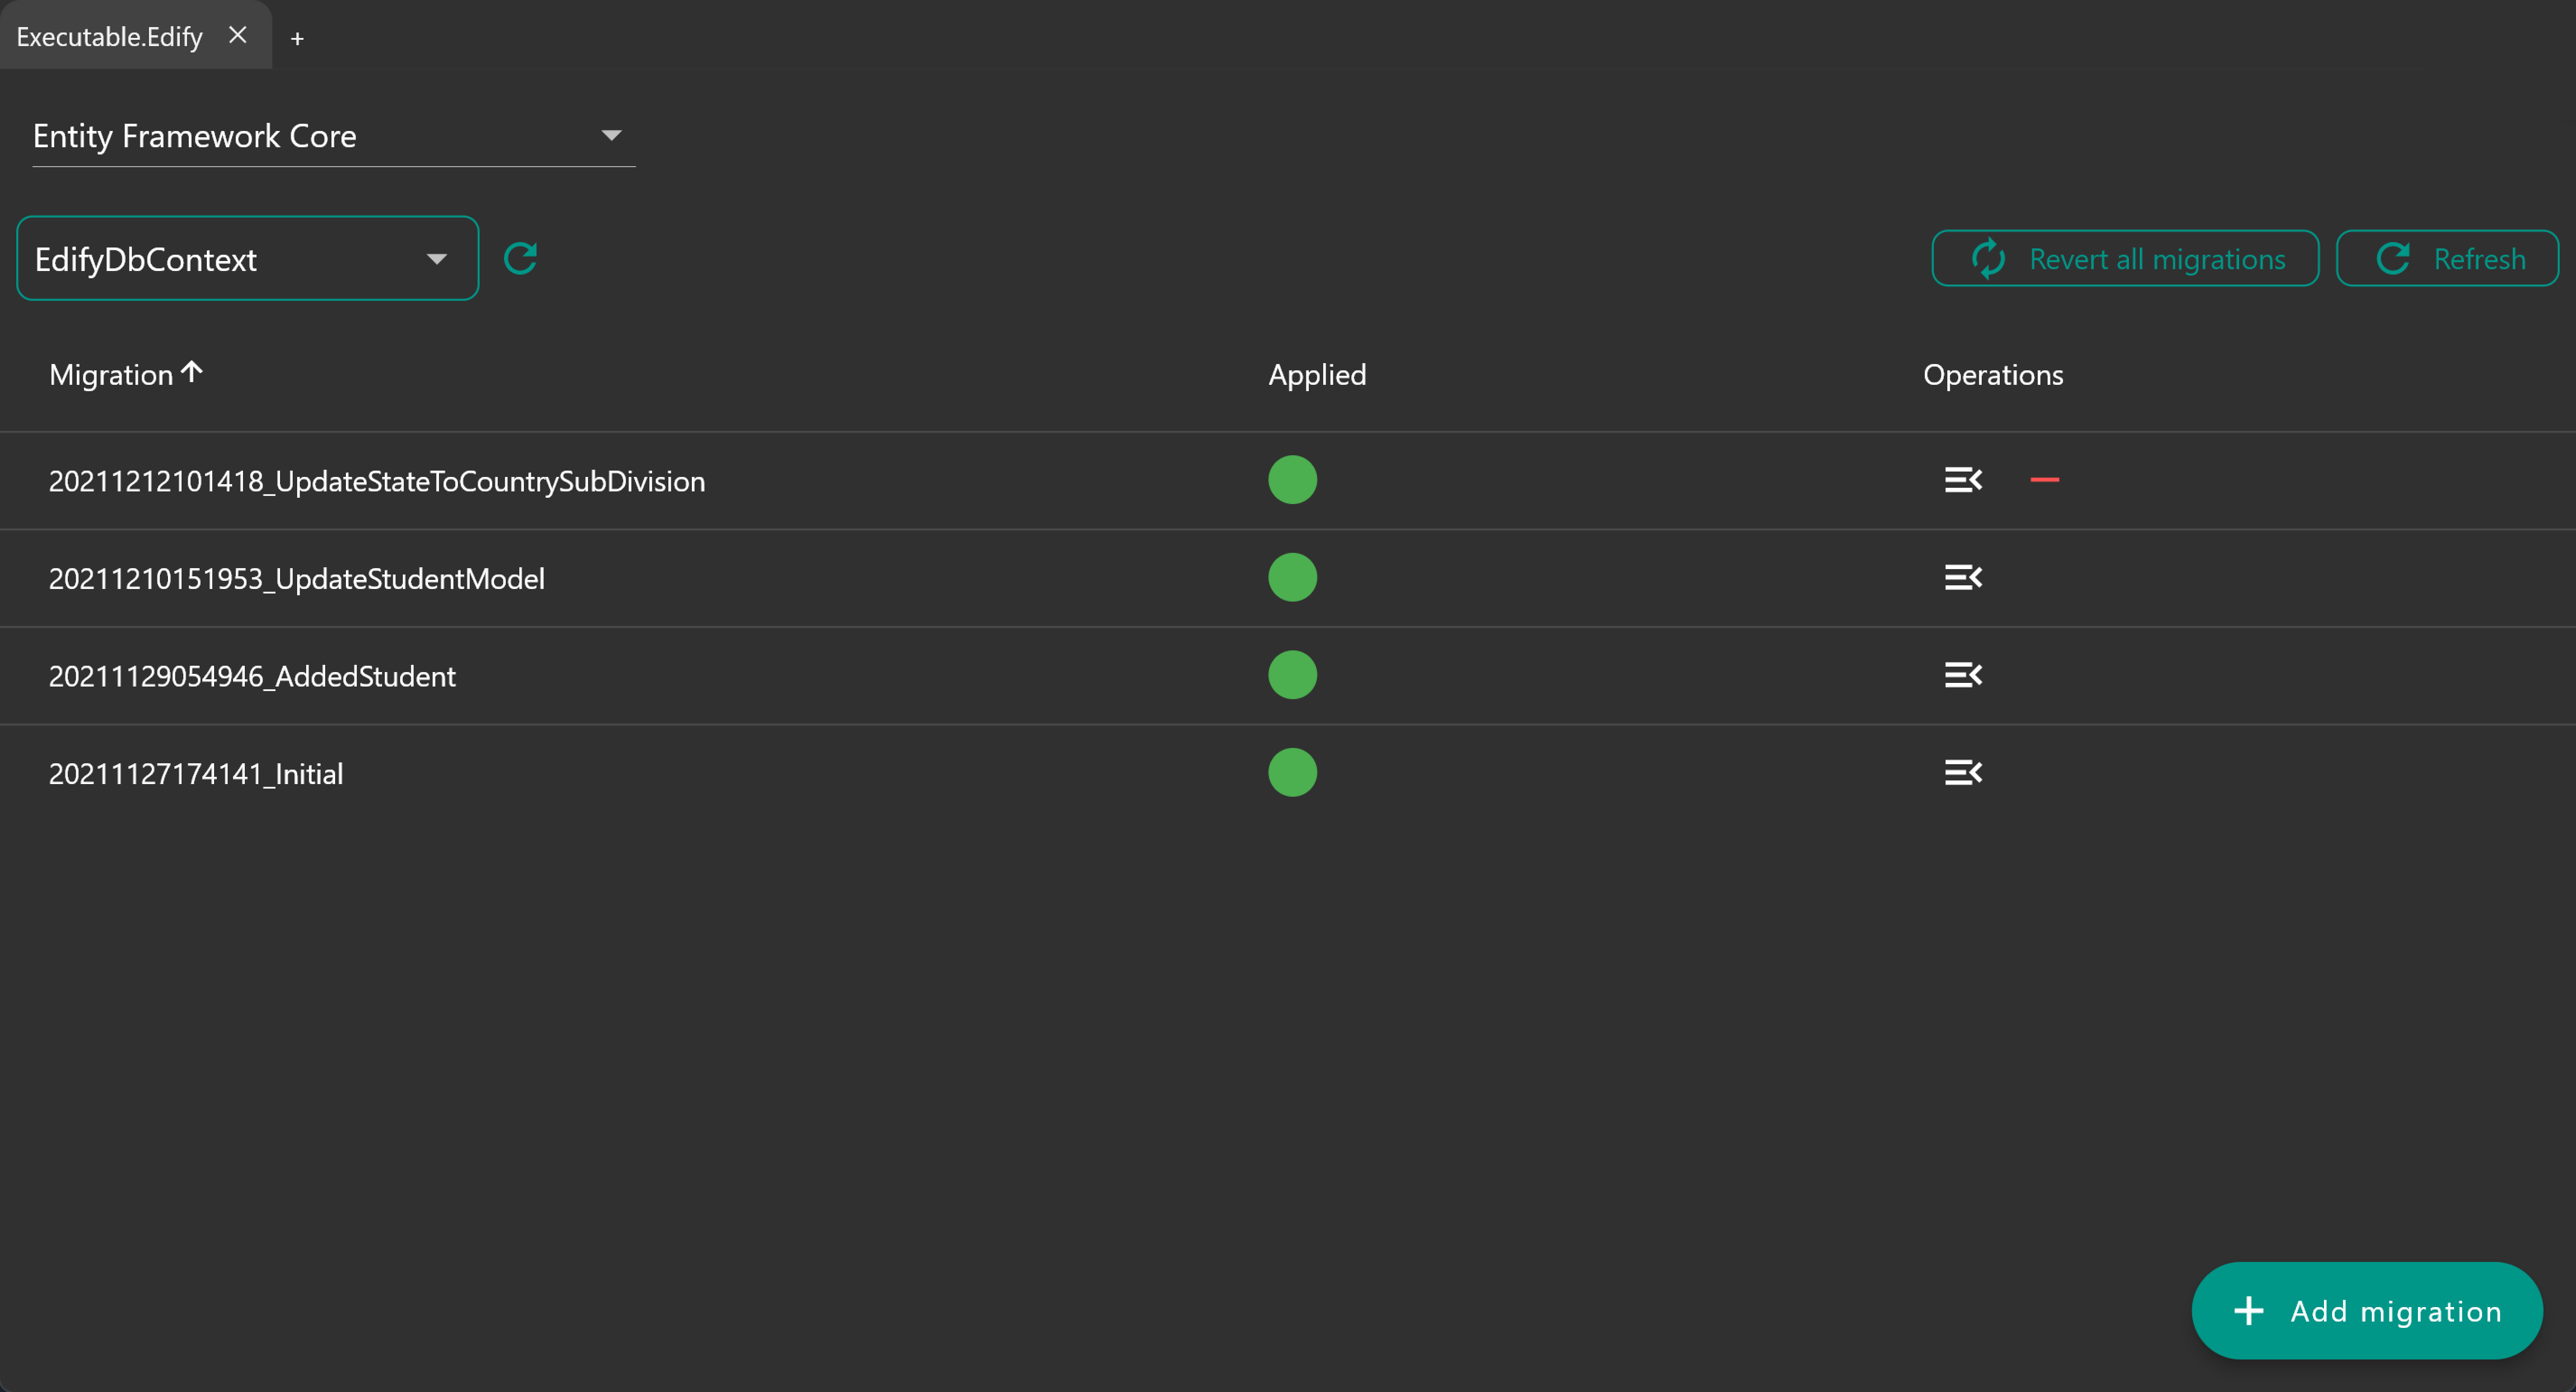 Executable.Edify
+
Entity Framework Core
EdifyDbContext
Revert all migrations
Refresh
Migration
Applied
Operations
20211212101418_UpdateStateToCountrySubDivision
20211210151953_UpdateStudentModel
20211129054946_AddedStudent
20211127174141_Initial
Add migration